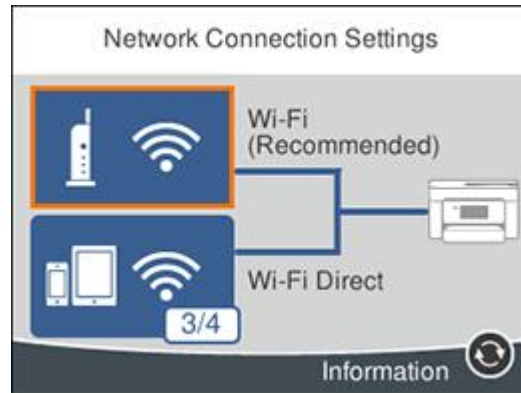 Network Connection Settings
Wi-Fi
(Recommended)
Wi-Fi Direct
3/4
Information